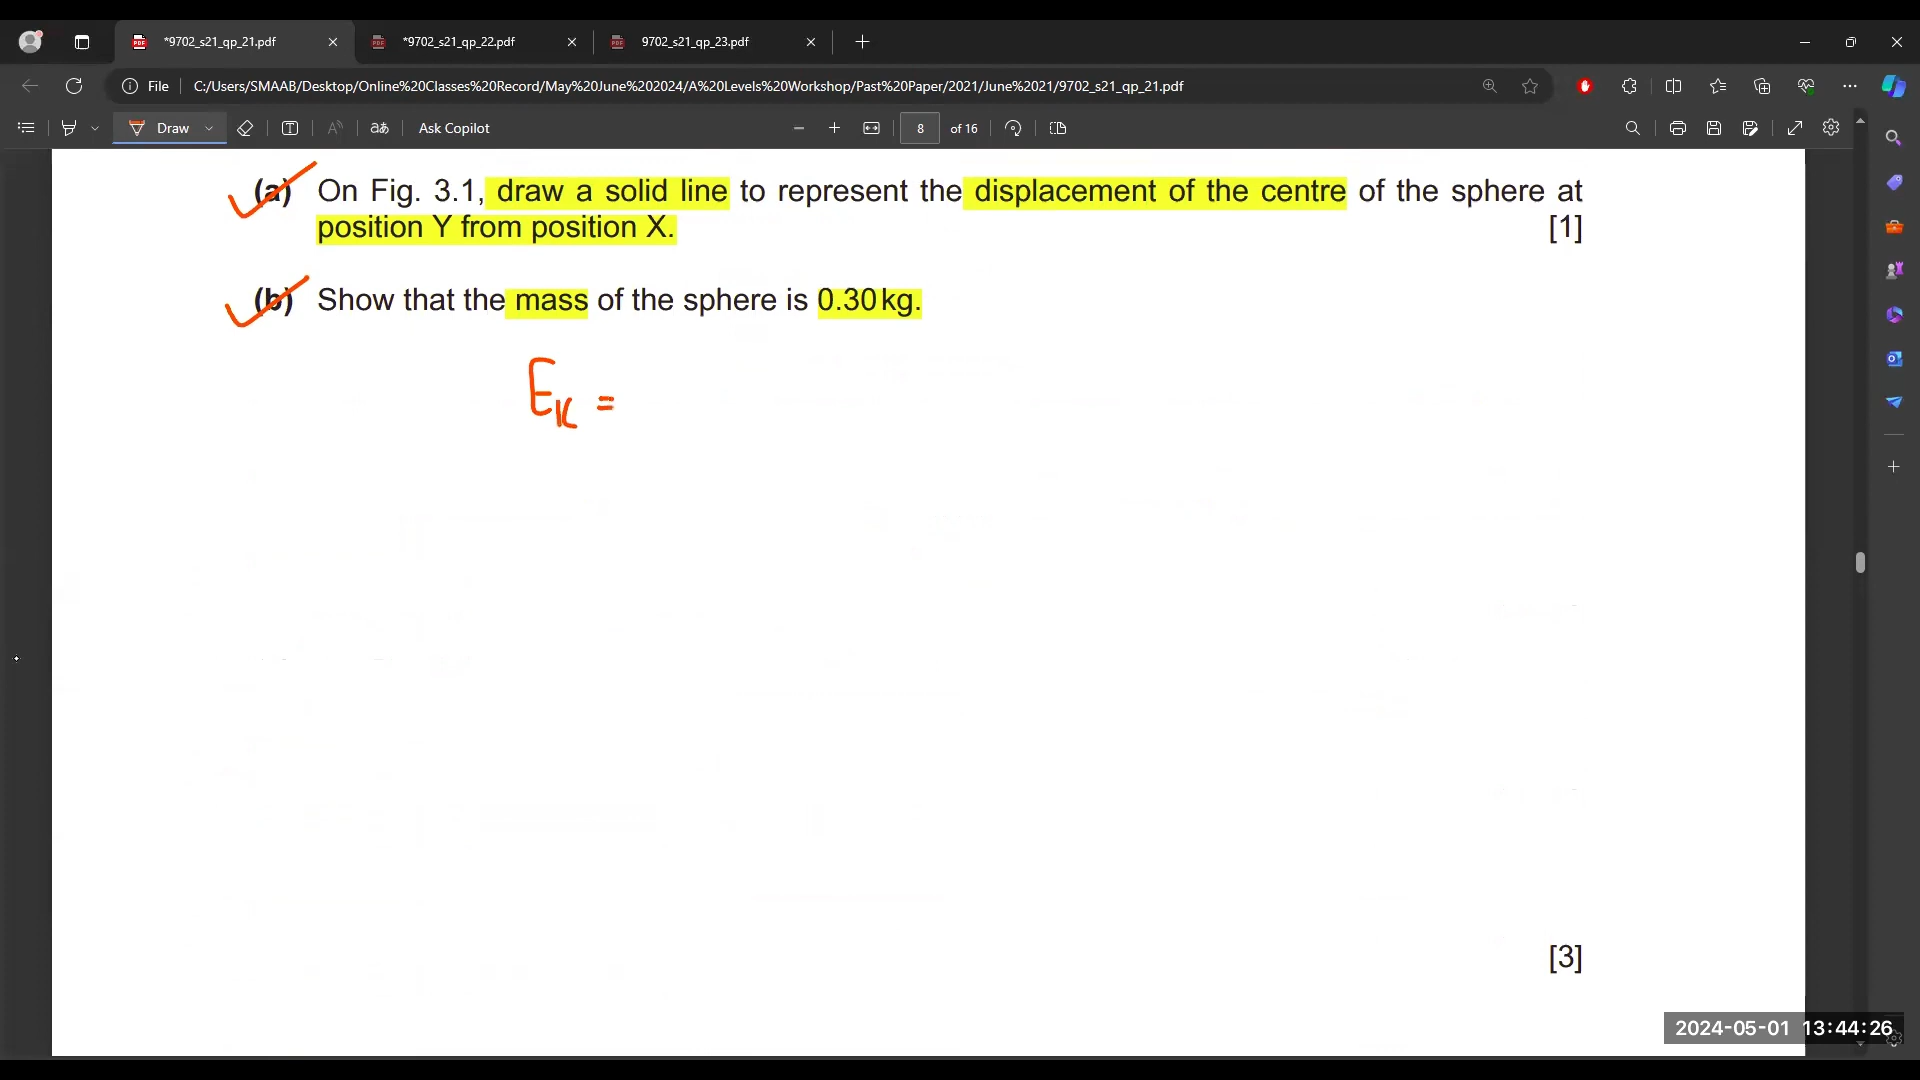 *9702_s21_qp_21.pdf
*9702_s21_qp_22.pdf
9702_s21_qp_23.pdf
File
C:/Users/SMAAB/Desktop/Online%20Classes%20Record/May%20June%202024/A%20Levels%20Workshop/Past%20Paper/2021/June%2021/9702_s21_qp_21.pdf
Draw
aあ
Ask Copilot
8
of 16
(a) On Fig. 3.1, draw a solid line to represent the displacement of the centre of the sphere at
position Y from position X. [1]
(b) Show that the mass of the sphere is 0.30 kg.
EK =
[3]
2024-05-01 13:44:26